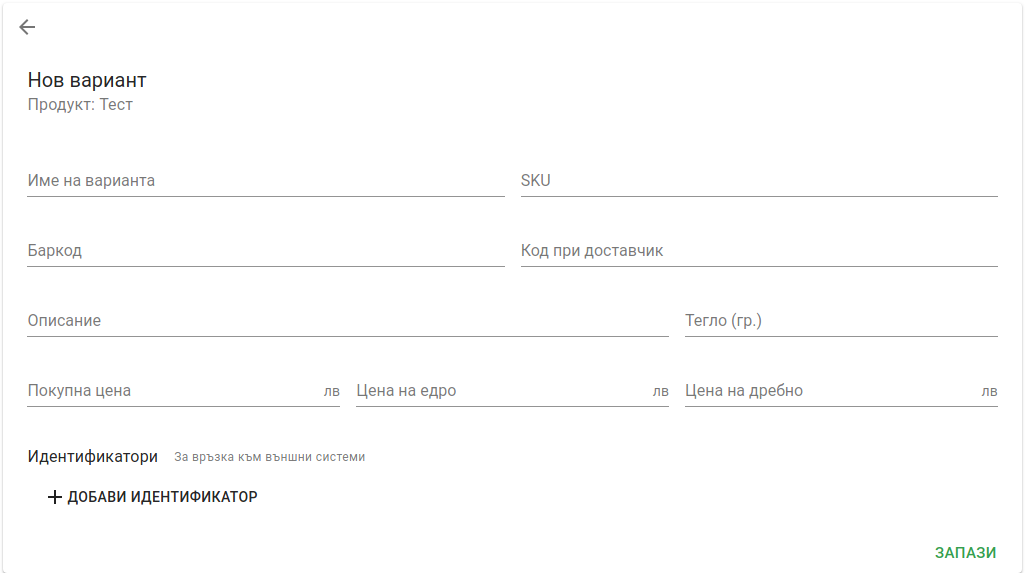 Нов вариант
Продукт: Тест
Име на варианта SKU
Баркод Код при доставчик
Описание Тегло (гр.)
Покупна цена лв Цена на едро лв Цена на дребно лв
Идентификатори За връзка към външни системи
ДОБАВИ ИДЕНТИФИКАТОР
ЗАПАЗИ